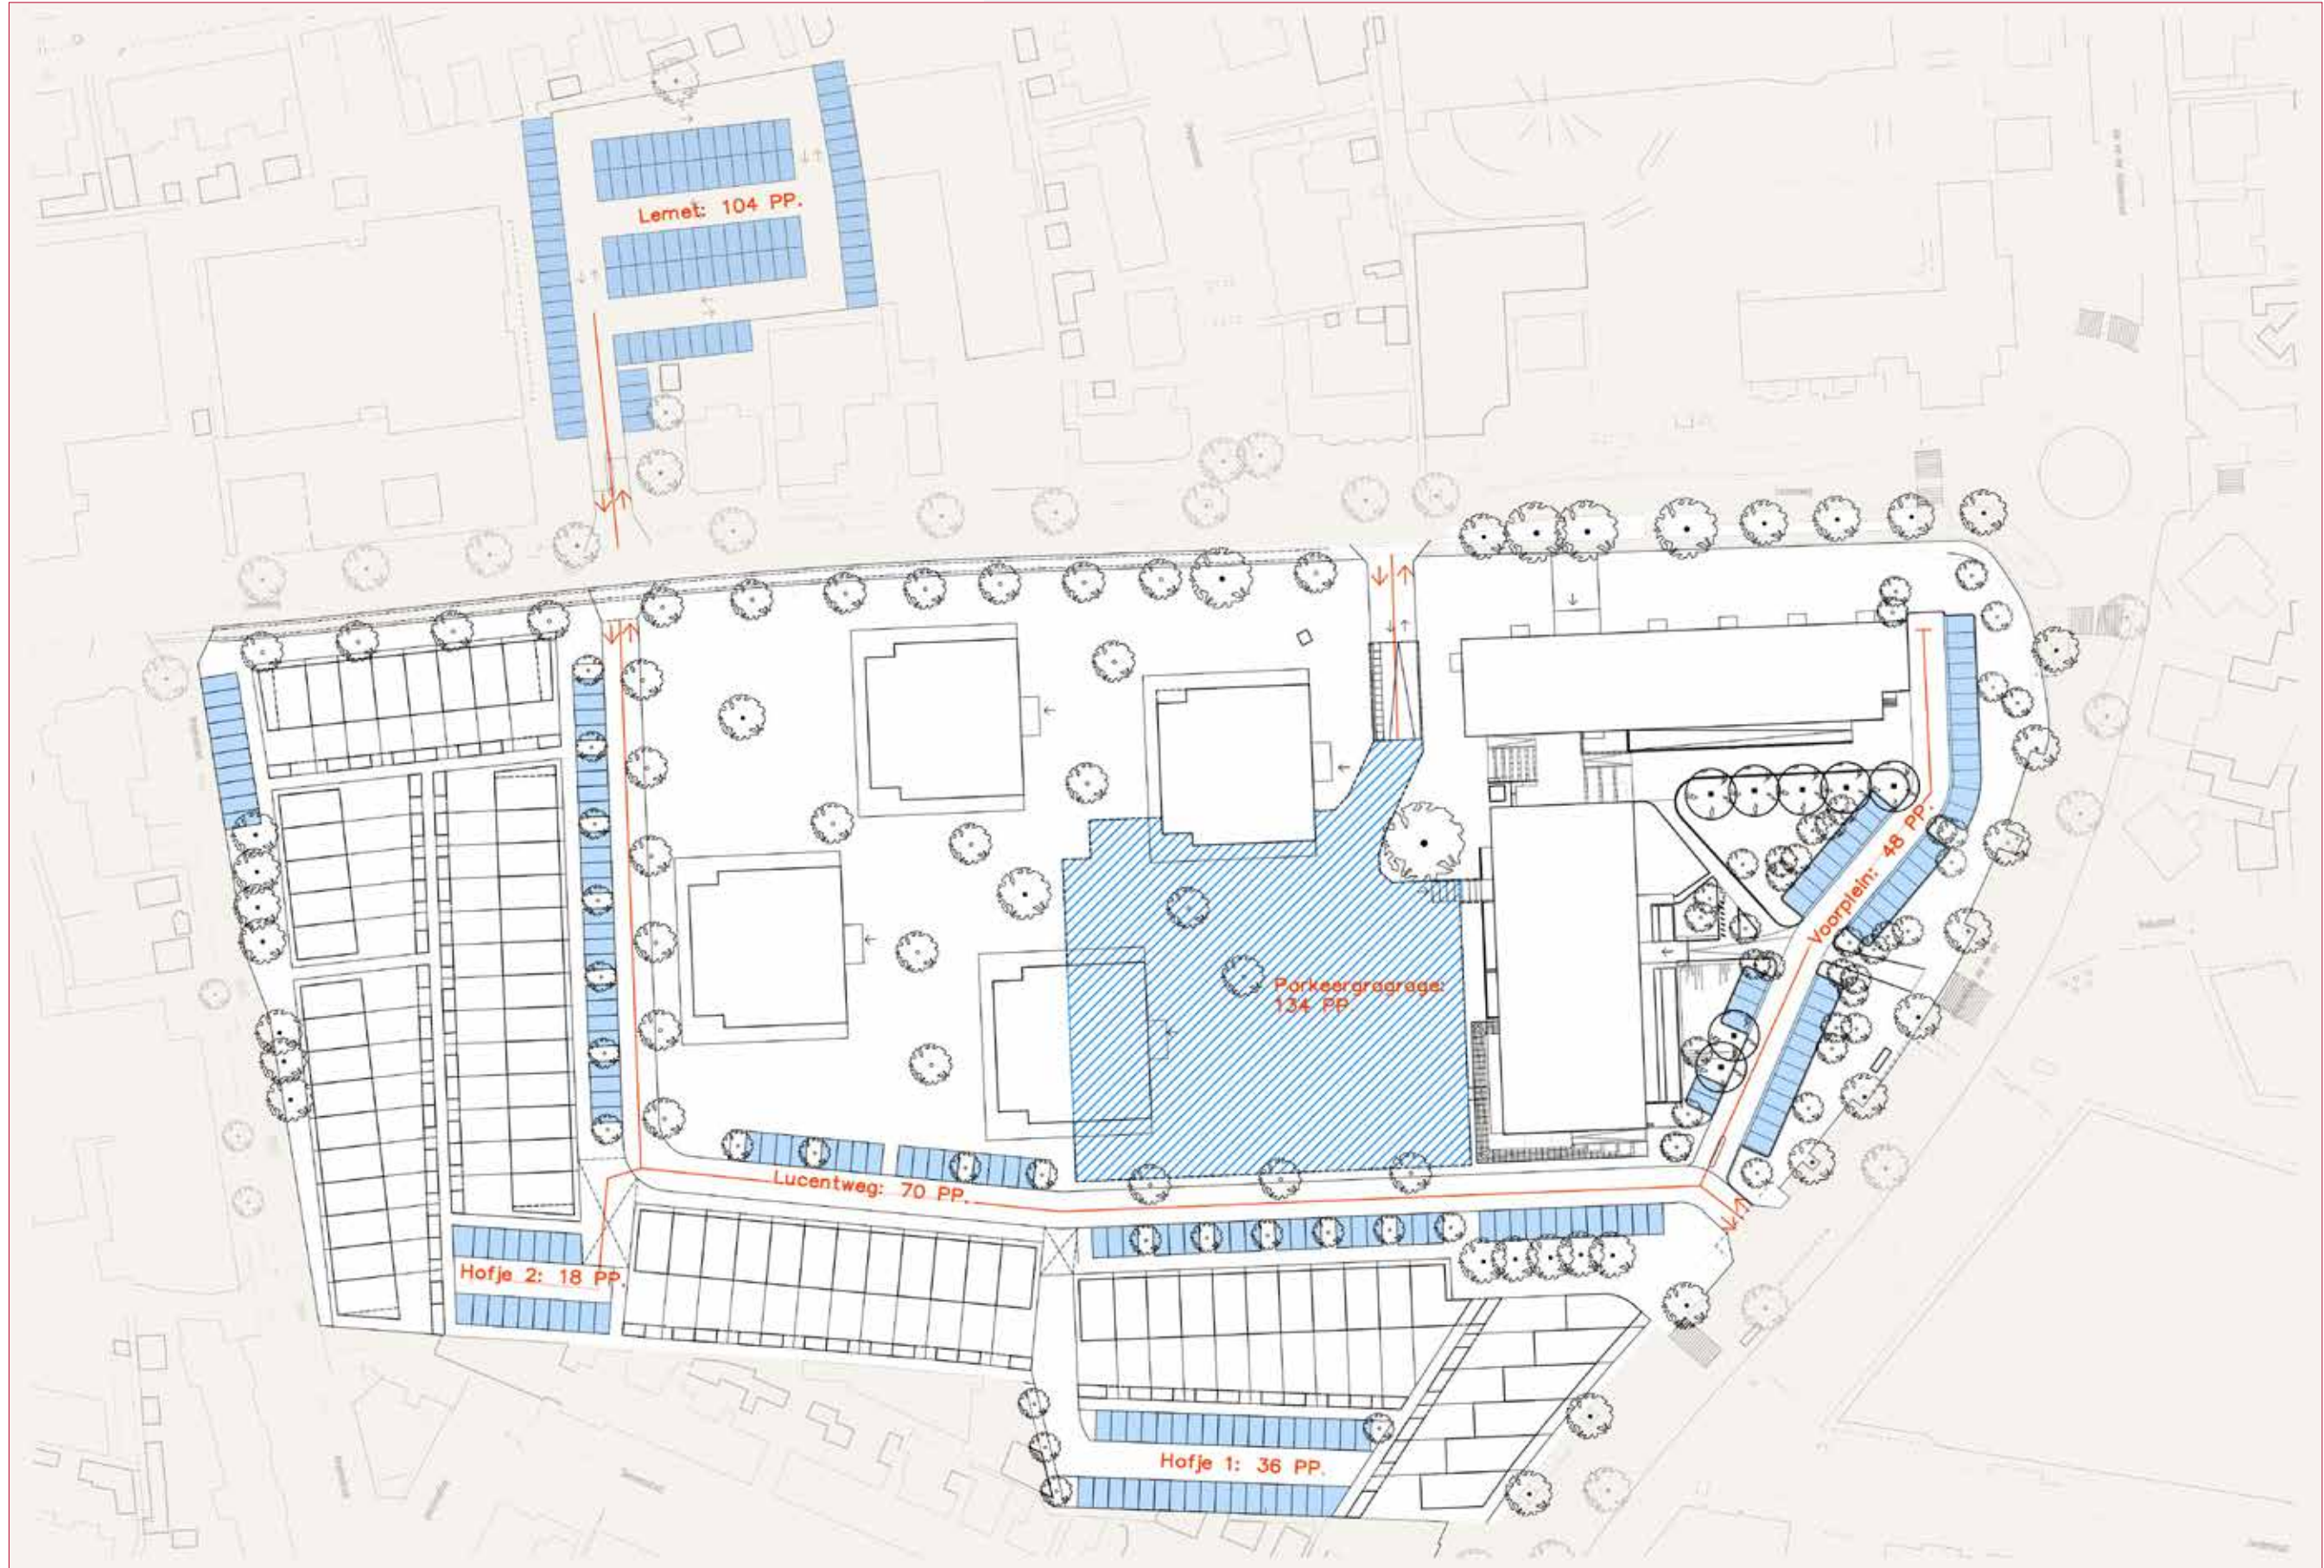 Lemet: 104 PP.
Voorplein: 48 PP.
Parkeergragrage:
134 PP.
Lucentweg: 70 PP.
Hofje 2: 18 PP.
Hofje 1: 36 PP.